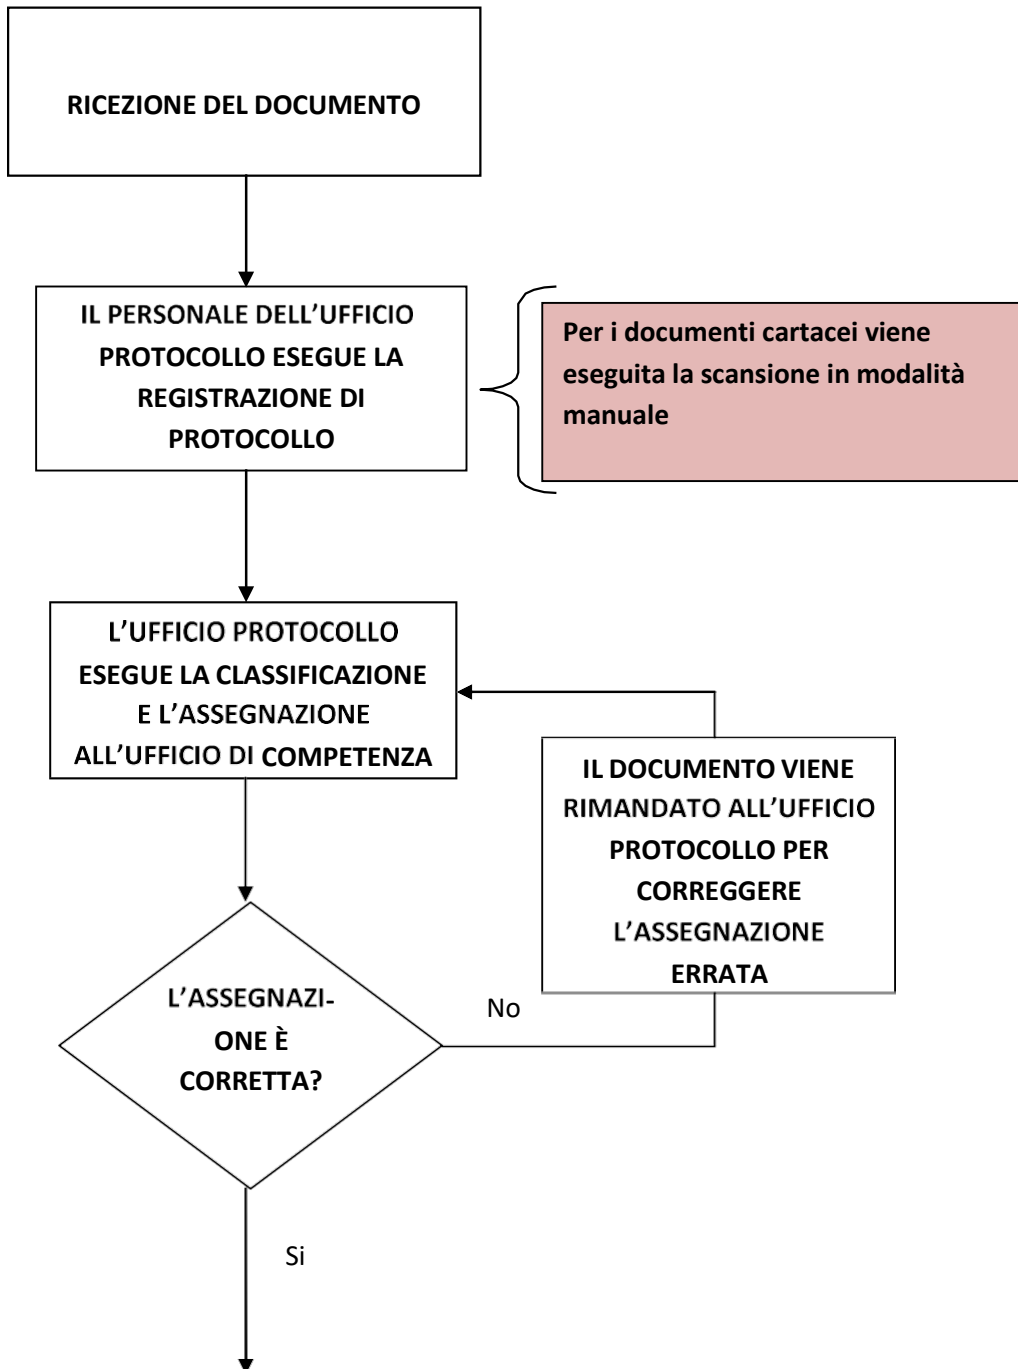 RICEZIONE DEL DOCUMENTO
IL PERSONALE DELL’UFFICIO
PROTOCOLLO ESEGUE LA
REGISTRAZIONE DI
PROTOCOLLO
Per i documenti cartacei viene
eseguita la scansione in modalità
manuale
L’UFFICIO PROTOCOLLO
ESEGUE LA CLASSIFICAZIONE
E L’ASSEGNAZIONE
ALL’UFFICIO DI COMPETENZA
IL DOCUMENTO VIENE
RIMANDATO ALL’UFFICIO
PROTOCOLLO PER
CORREGGERE
L’ASSEGNAZIONE
ERRATA
L’ASSEGNAZI-
ONE È
CORRETTA?
No
Si